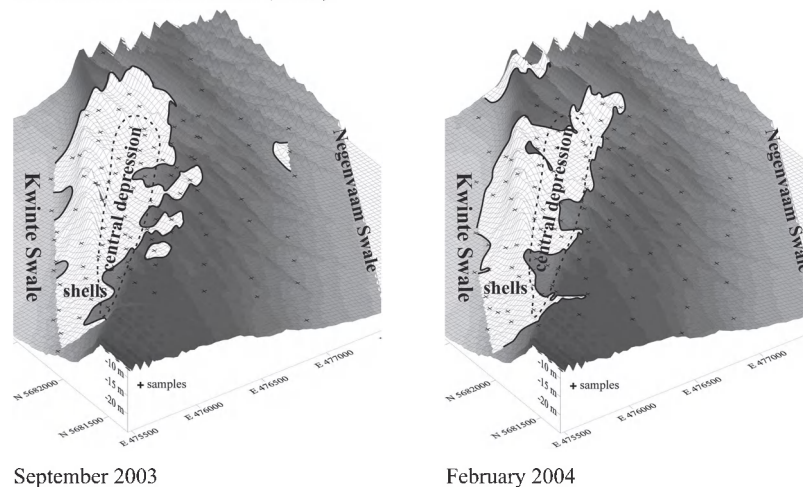 Kwinte Swale
central depression
shells
Negenvaam Swale
-10 m
-15 m
-20 m
+ samples
N 5682000
N 5681500
E 475500
E 476000
E 476500
E 477000
September 2003
Kwinte Swale
central depression
shells
Negenvaam Swale
-10 m
-15 m
-20 m
+ samples
N 5682000
N 5681500
E 475500
E 476000
E 476500
E 477000
February 2004